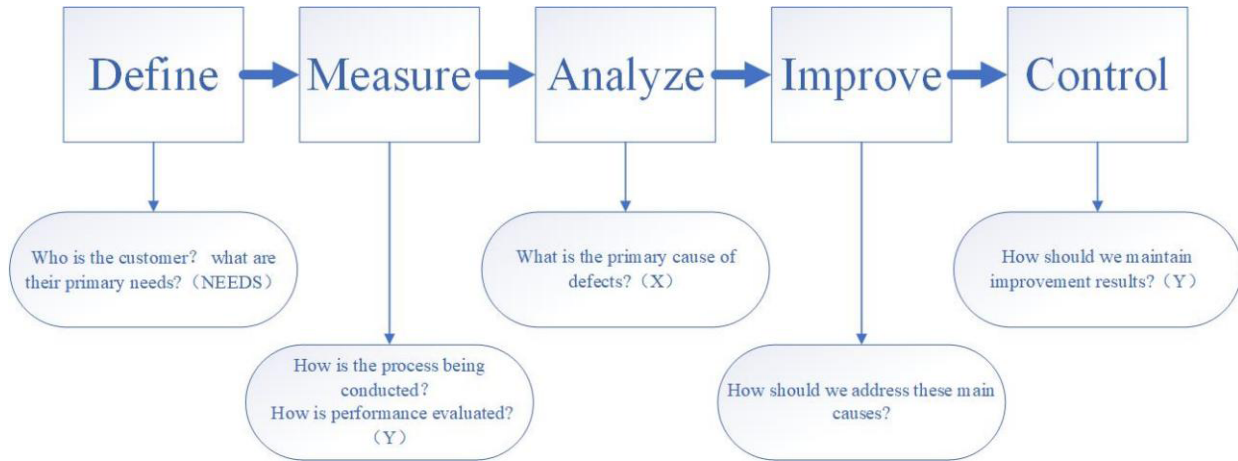 Define
Measure
Analyze
Improve
Control
Who is the customer? what are
their primary needs?（NEEDS）
What is the primary cause of
defects?（X）
How should we maintain
improvement results?（Y）
How is the process being
conducted?
How is performance evaluated?
（Y）
How should we address these main
causes?